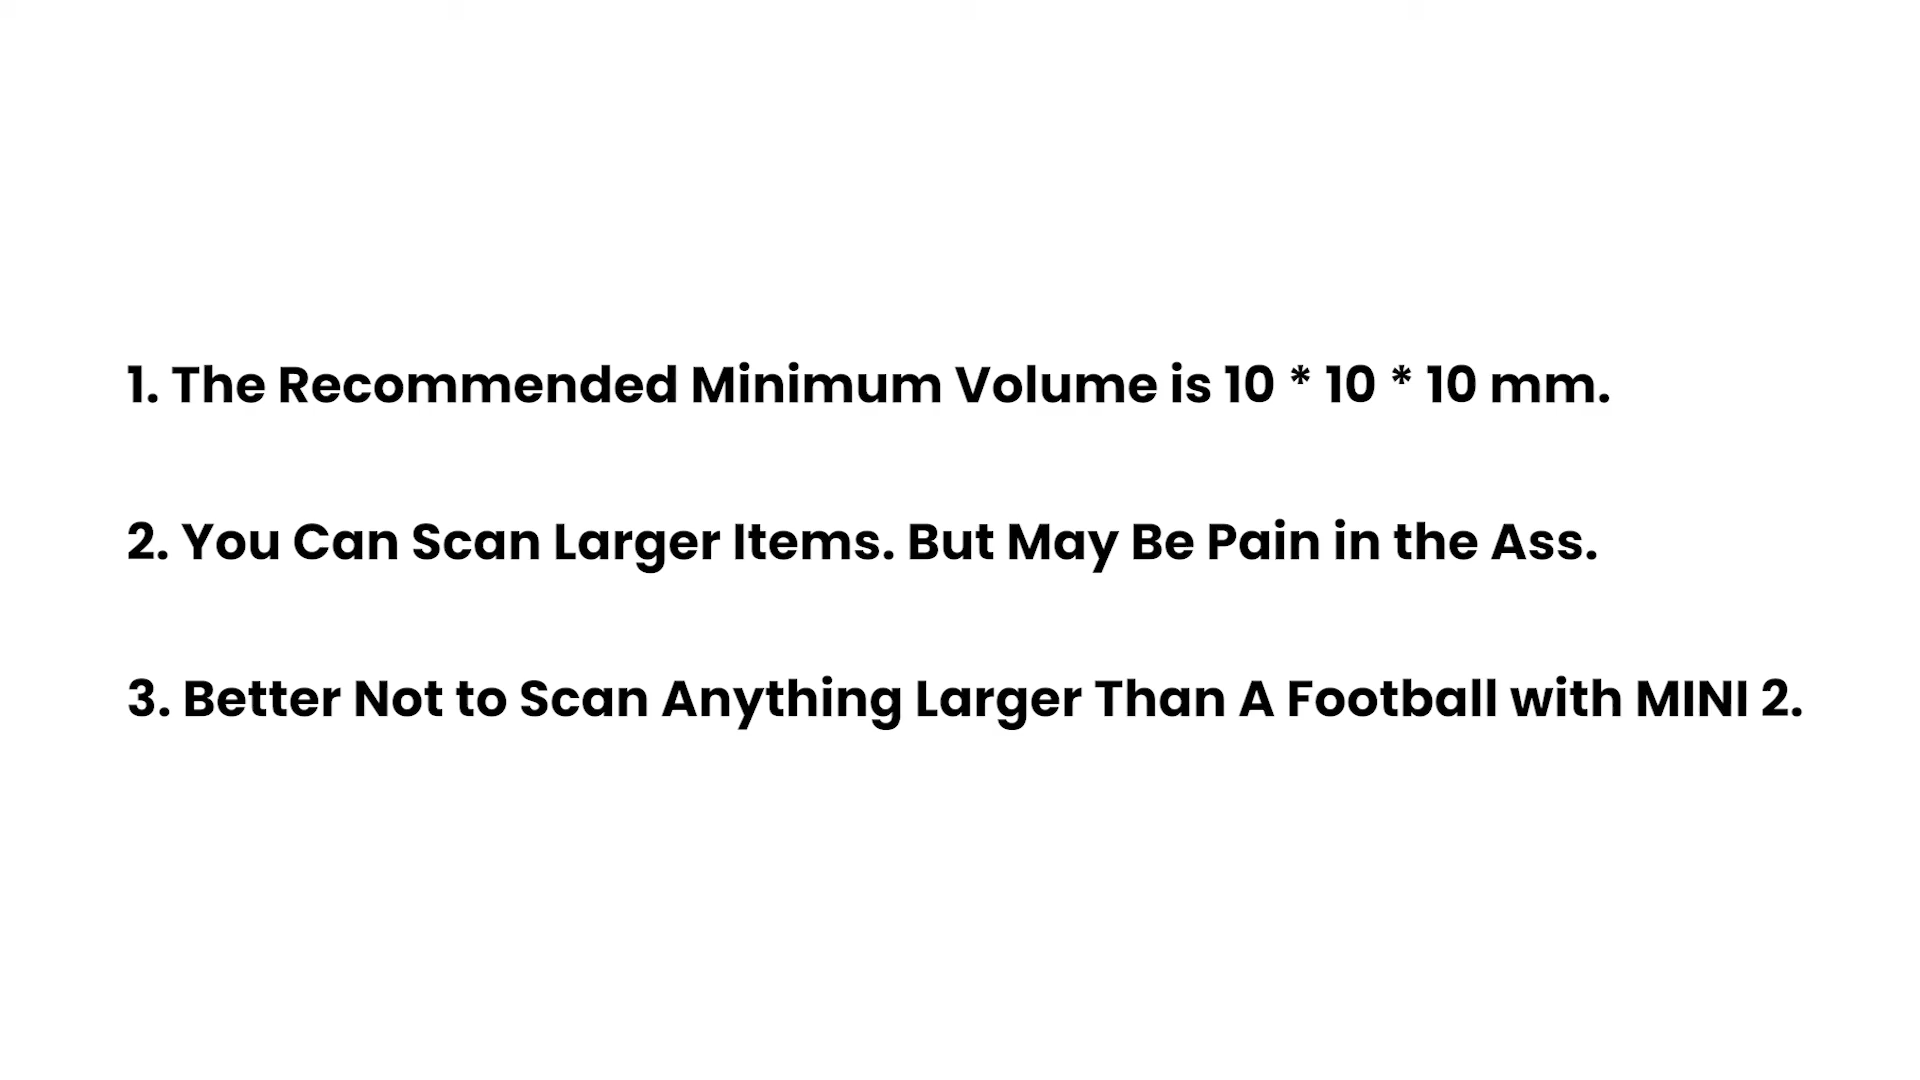 1. The Recommended Minimum Volume is 10 * 10 * 10 mm.
2. You Can Scan Larger Items. But May Be Pain in the Ass.
3. Better Not to Scan Anything Larger Than A Football with MINI 2.